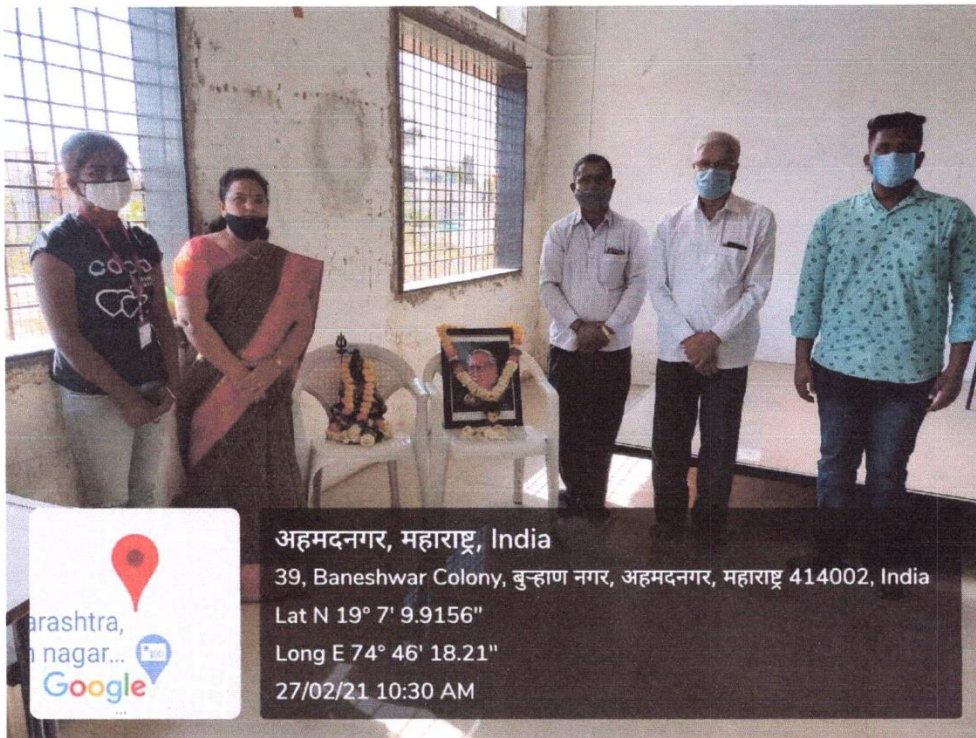 arashtra,
nagar...
Google
अहमदनगर, महाराष्ट्र, India
39, Baneshwar Colony, बुऱ्हाण नगर, अहमदनगर, महाराष्ट्र 414002, India
Lat N 19° 7' 9.9156"
Long E 74° 46' 18.21"
27/02/21 10:30 AM